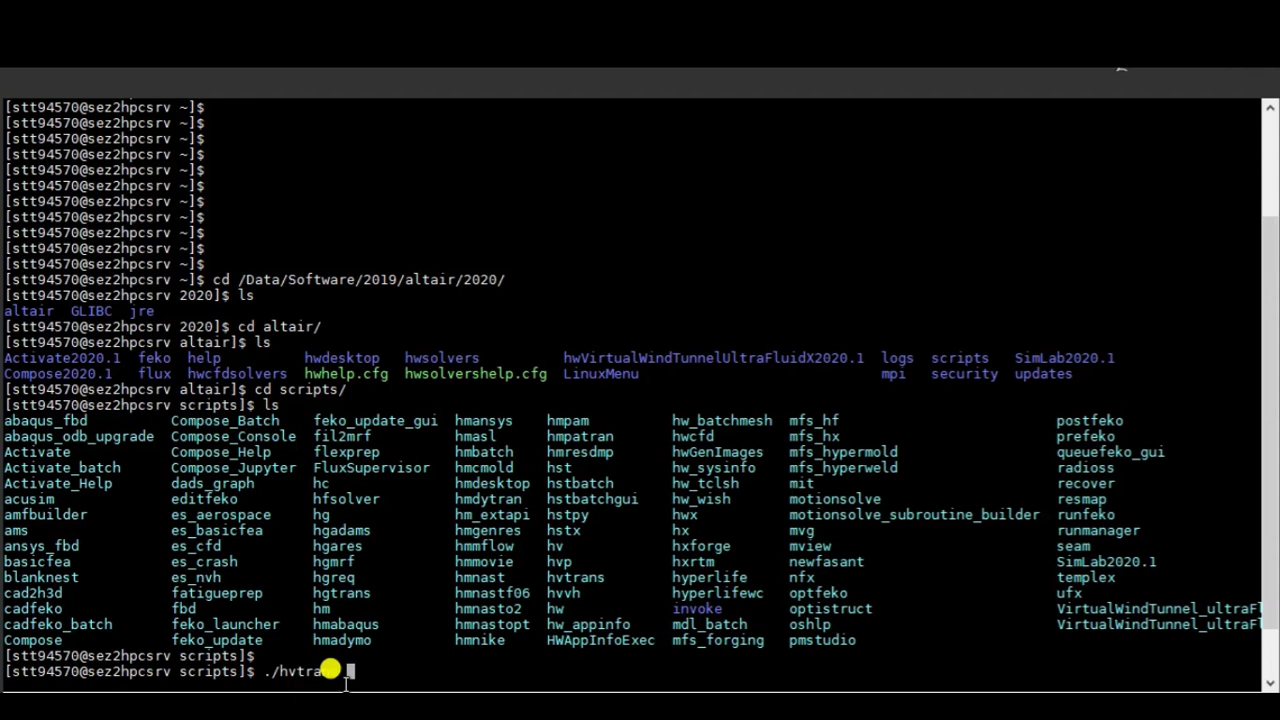 [stt94570@sez2hpcsrv ~]$
[stt94570@sez2hpcsrv ~]$
[stt94570@sez2hpcsrv ~]$
[stt94570@sez2hpcsrv ~]$
[stt94570@sez2hpcsrv ~]$
[stt94570@sez2hpcsrv ~]$
[stt94570@sez2hpcsrv ~]$
[stt94570@sez2hpcsrv ~]$
[stt94570@sez2hpcsrv ~]$
[stt94570@sez2hpcsrv ~]$
[stt94570@sez2hpcsrv ~]$
[stt94570@sez2hpcsrv ~]$ cd /Data/Software/2019/altair/2020/
[stt94570@sez2hpcsrv 2020]$ ls
altair GLIBC jre
[stt94570@sez2hpcsrv 2020]$ cd altair/
[stt94570@sez2hpcsrv altair]$ ls
Activate2020.1 feko help hwdesktop hwsolvers hwVirtualWindTunnelUltraFluidX2020.1 logs scripts SimLab2020.1
Compose2020.1 flux hwcfdsolvers hwhelp.cfg hwsolvershelp.cfg LinuxMenu mpi security updates
[stt94570@sez2hpcsrv altair]$ cd scripts/
[stt94570@sez2hpcsrv scripts]$ ls
abaqus_fbd Compose_Batch feko_update_gui hmansys hmpam hw_batchmesh mfs_hf postfeko
abaqus_odb_upgrade Compose_Console fil2mrf hmasl hmpatran hwcfd mfs_hx prefeko
Activate Compose_Help flexprep hmbatch hmresdmp hwGenImages mfs_hypermold queuefeko_gui
Activate_batch Compose_Jupyter FluxSupervisor hmcmold hst hw_sysinfo mfs_hyperweld radioss
Activate_Help dads_graph hc hmdesktop hstbatch hw_tclsh mit recover
acusim editfeko hfsolver hmdytran hstbatchgui hw_wish motionsolve resmap
amfbuilder es_aerospace hg hm_extapi hstpy hwx motionsolve_subroutine_builder runfeko
ams es_basicfea hgadams hmgenres hstx hx mvg runmanager
ansys_fbd es_cfd hgares hmmflow hv hxforge mview seam
basicfea es_crash hgmrf hmmovie hvp hxrtm newfasant SimLab2020.1
blanknest es_nvh hgreq hmnast hvtrans hyperlife nfx templex
cad2h3d fatigueprep hgtrans hmnastf06 hvvh hyperlifewc optfeko ufx
cadfeko fbd hm hmnasto2 hw invoke optistruct VirtualWindTunnel_ultraFl
cadfeko_batch feko_launcher hmabaqus hmnastopt hw_appinfo mdl_batch oshlp VirtualWindTunnel_ultraFl
Compose feko_update hmadymo hmnike HWAppInfoExec mfs_forging pmstudio
[stt94570@sez2hpcsrv scripts]$
[stt94570@sez2hpcsrv scripts]$